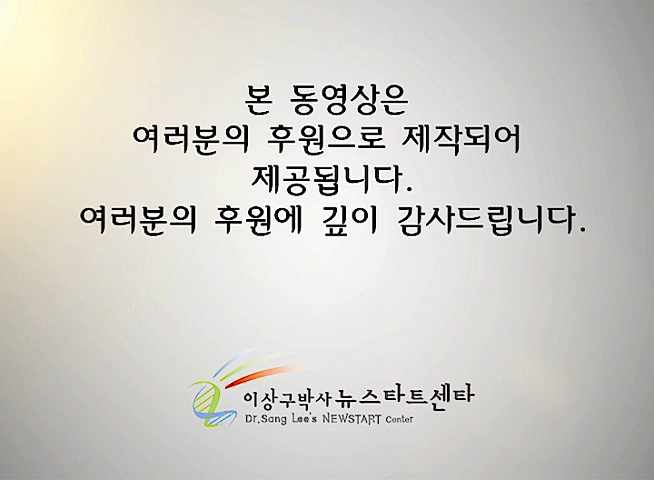 본 동영상은
여러분의 후원으로 제작되어
제공됩니다.
여러분의 후원에 깊이 감사드립니다.
이상구박사 뉴스타트센타
Dr.Sang Lee's NEWSTART Center